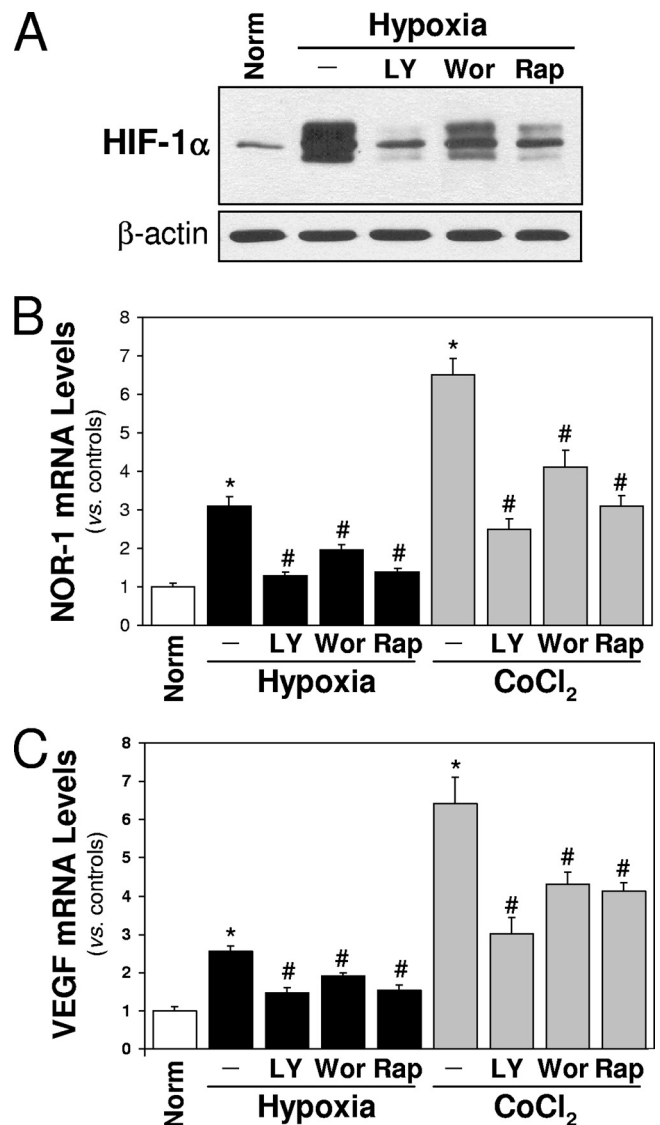 A
Hypoxia
Norm – LY Wor Rap
HIF-1α
β-actin
B
NOR-1 mRNA Levels
(vs. controls)
8
7
6
5
4
3
2
1
0
* # # # * # # #
Norm – LY Wor Rap – LY Wor Rap
Hypoxia CoCl₂
C
VEGF mRNA Levels
(vs. controls)
8
7
6
5
4
3
2
1
0
* # # # * # # #
Norm – LY Wor Rap – LY Wor Rap
Hypoxia CoCl₂